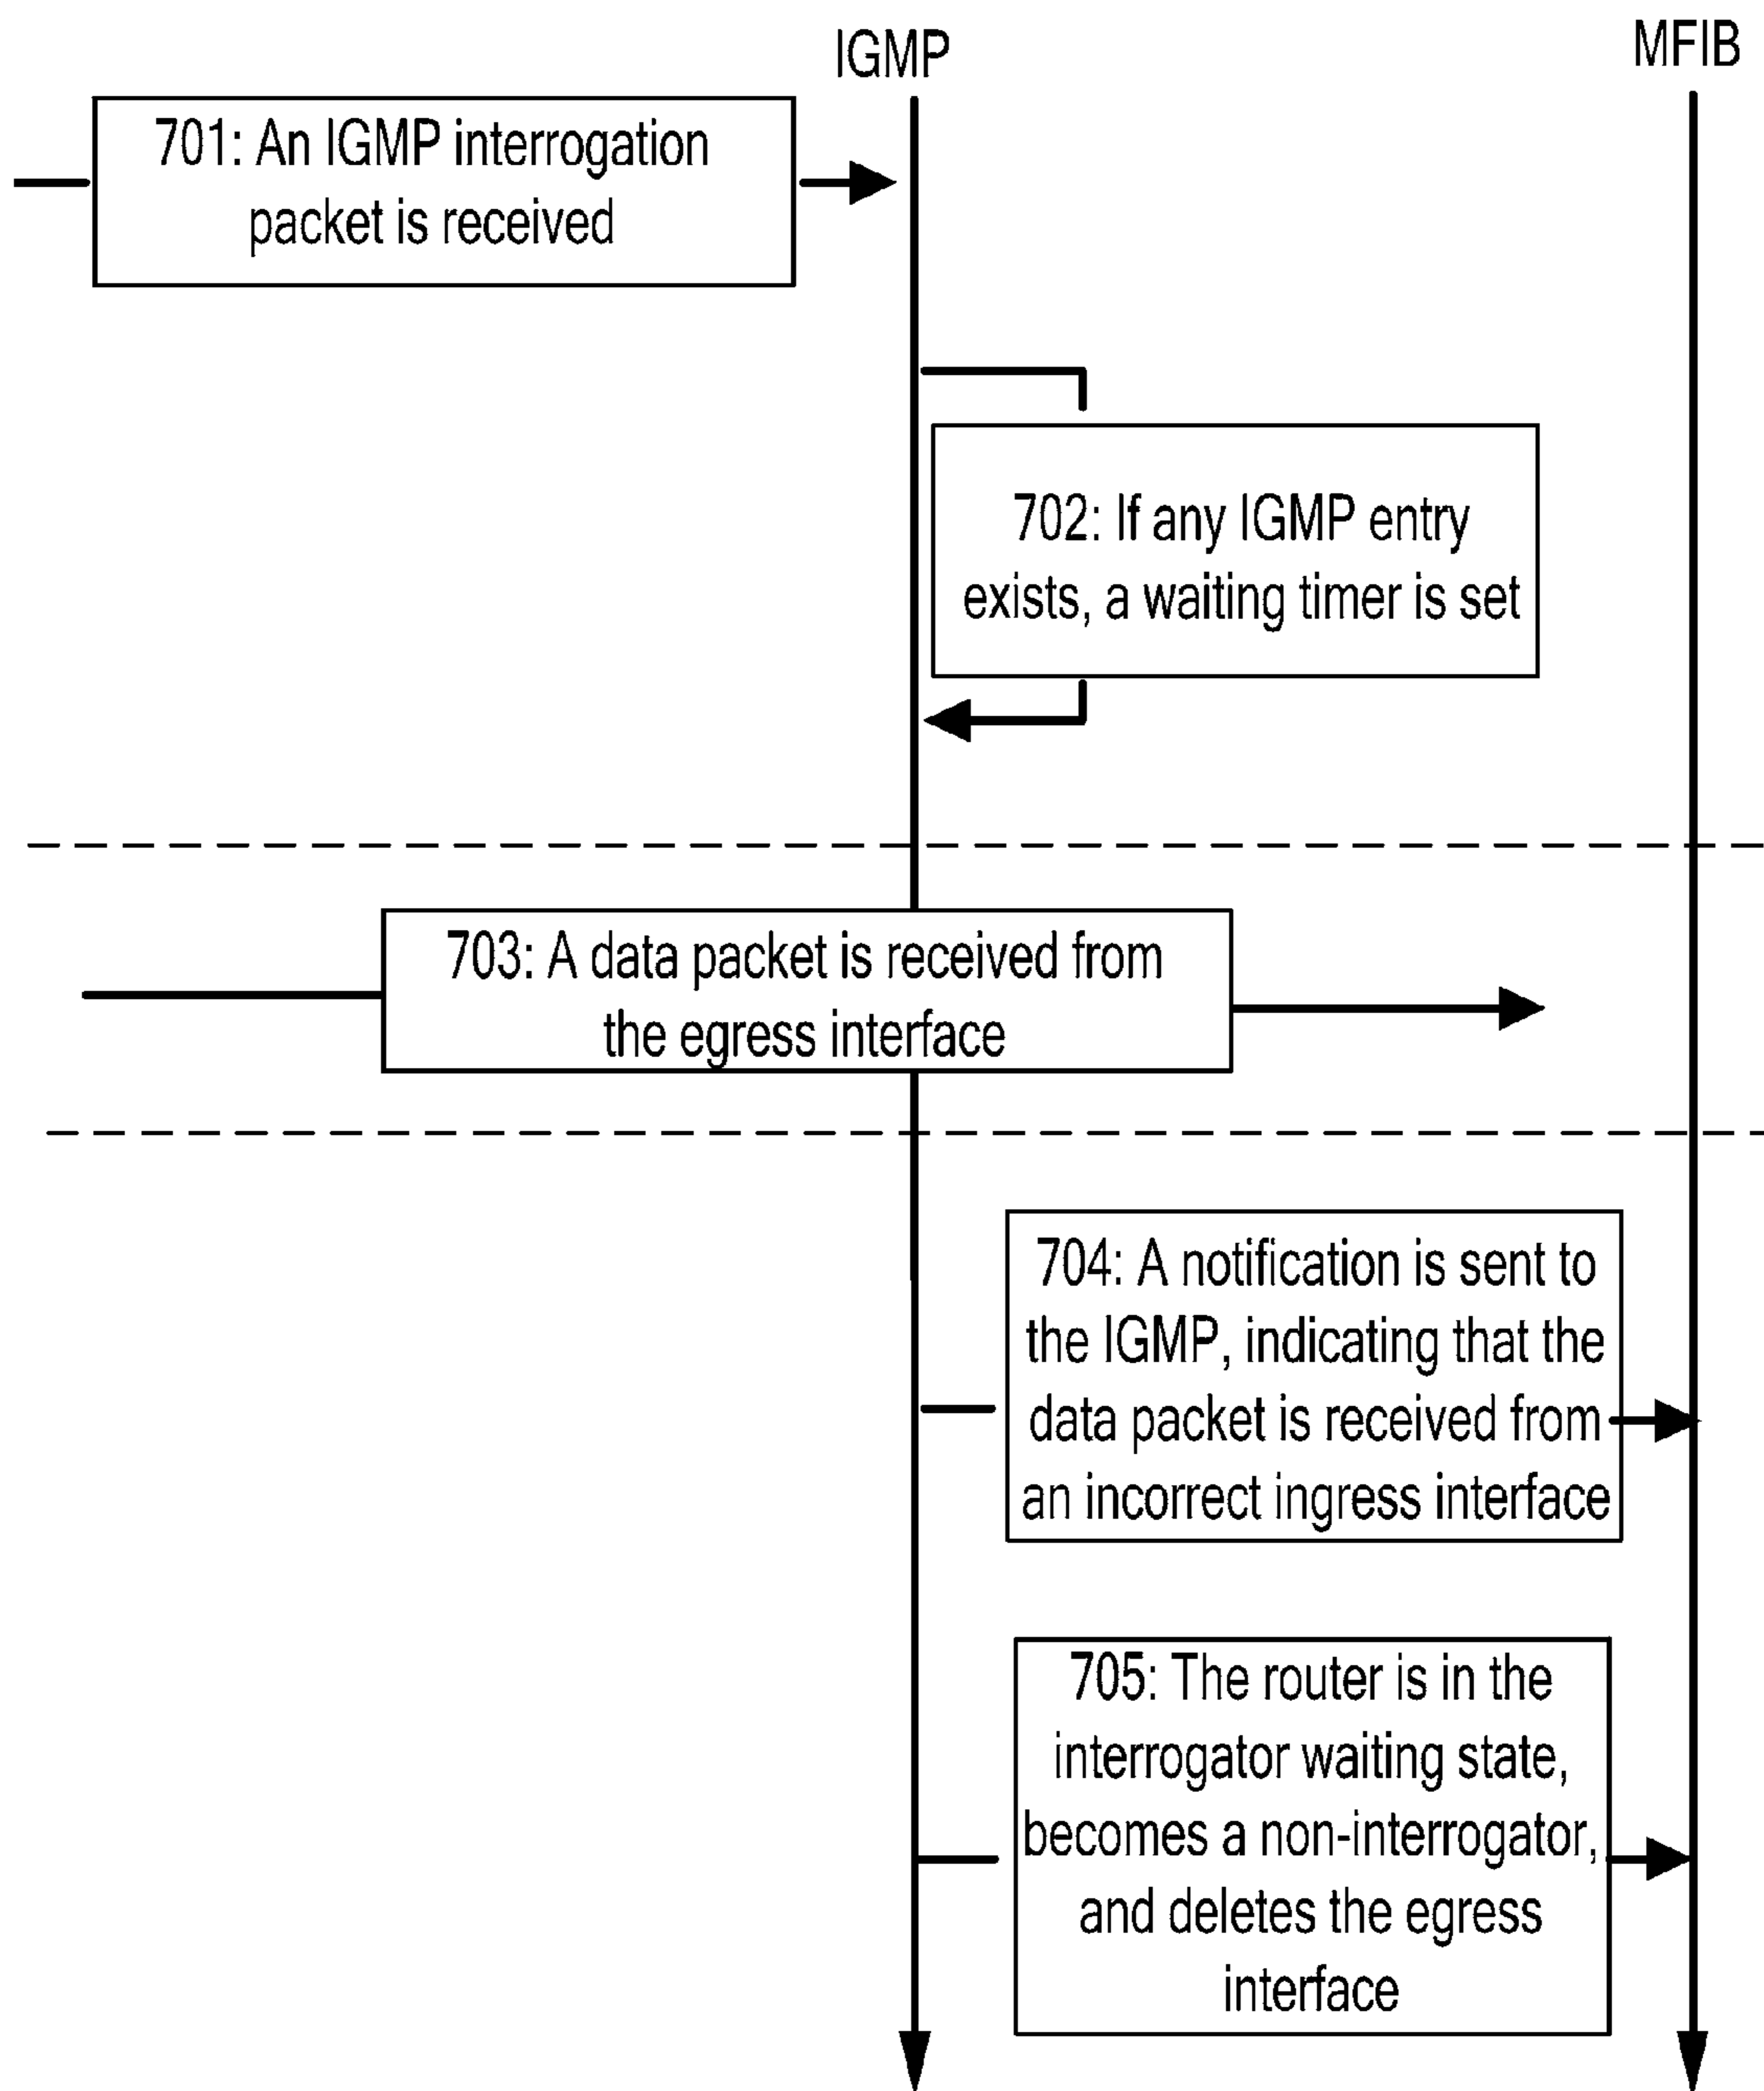 IGMP
MFIB
701: An IGMP interrogation
packet is received
702: If any IGMP entry
exists, a waiting timer is set
703: A data packet is received from
the egress interface
704: A notification is sent to
the IGMP, indicating that the
data packet is received from
an incorrect ingress interface
705: The router is in the
interrogator waiting state,
becomes a non-interrogator,
and deletes the egress
interface